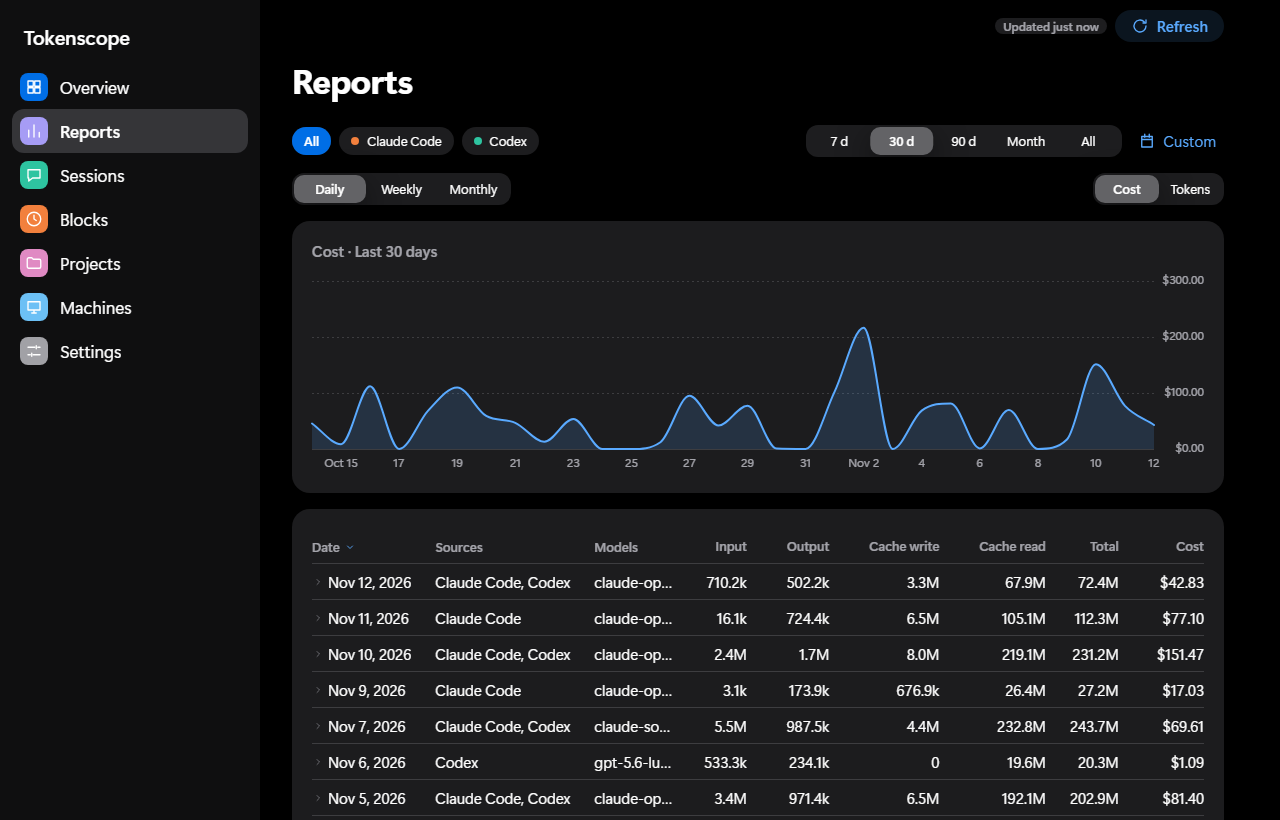 Tokenscope
Overview
Reports
Sessions
Blocks
Projects
Machines
Settings
Updated just now
Refresh
Reports
All Claude Code Codex
7 d 30 d 90 d Month All Custom
Daily Weekly Monthly
Cost Tokens
Cost · Last 30 days
$300.00
$200.00
$100.00
$0.00
Oct 15 17 19 21 23 25 27 29 31 Nov 2 4 6 8 10 12
Date Sources Models Input Output Cache write Cache read Total Cost
Nov 12, 2026 Claude Code, Codex claude-op... 710.2k 502.2k 3.3M 67.9M 72.4M $42.83
Nov 11, 2026 Claude Code claude-op... 16.1k 724.4k 6.5M 105.1M 112.3M $77.10
Nov 10, 2026 Claude Code, Codex claude-op... 2.4M 1.7M 8.0M 219.1M 231.2M $151.47
Nov 9, 2026 Claude Code claude-op... 3.1k 173.9k 676.9k 26.4M 27.2M $17.03
Nov 7, 2026 Claude Code, Codex claude-so... 5.5M 987.5k 4.4M 232.8M 243.7M $69.61
Nov 6, 2026 Codex gpt-5.6-lu... 533.3k 234.1k 0 19.6M 20.3M $1.09
Nov 5, 2026 Claude Code, Codex claude-op... 3.4M 971.4k 6.5M 192.1M 202.9M $81.40